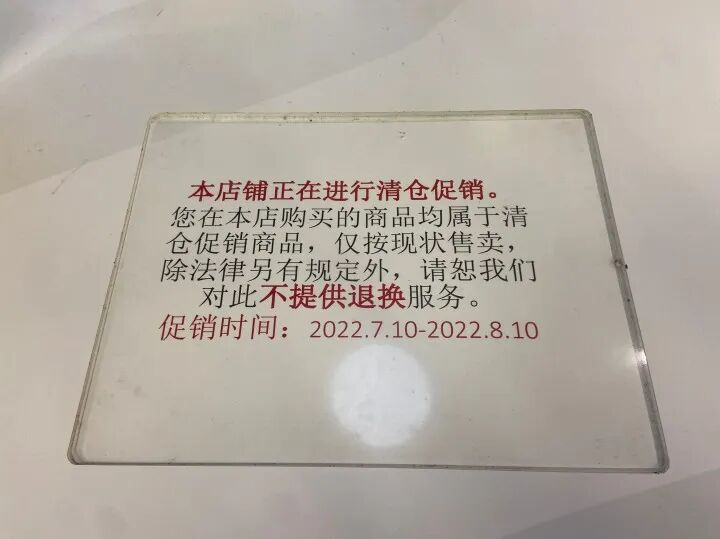 本店铺正在进行清仓促销。
您在本店购买的商品均属于清
仓促销商品，仅按现状售卖，
除法律另有规定外，请恕我们
对此不提供退换服务。
促销时间：2022.7.10-2022.8.10